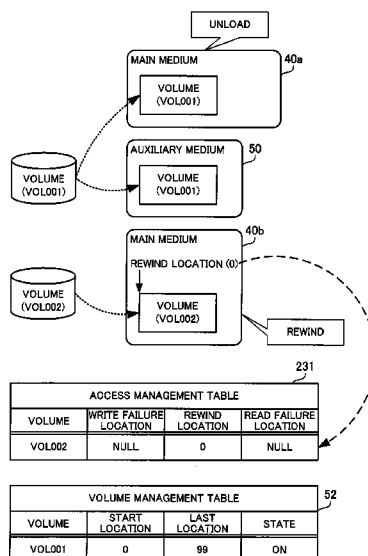 UNLOAD
MAIN MEDIUM
40a
VOLUME
(VOL001)
AUXILIARY MEDIUM
50
VOLUME
(VOL001)
VOLUME
(VOL001)
MAIN MEDIUM
40b
REWIND LOCATION (0)
VOLUME
(VOL002)
VOLUME
(VOL002)
REWIND
231
ACCESS MANAGEMENT TABLE
VOLUME WRITE FAILURE LOCATION REWIND LOCATION READ FAILURE LOCATION
VOL002 NULL 0 NULL
52
VOLUME MANAGEMENT TABLE
VOLUME START LOCATION LAST LOCATION STATE
VOL001 0 99 ON